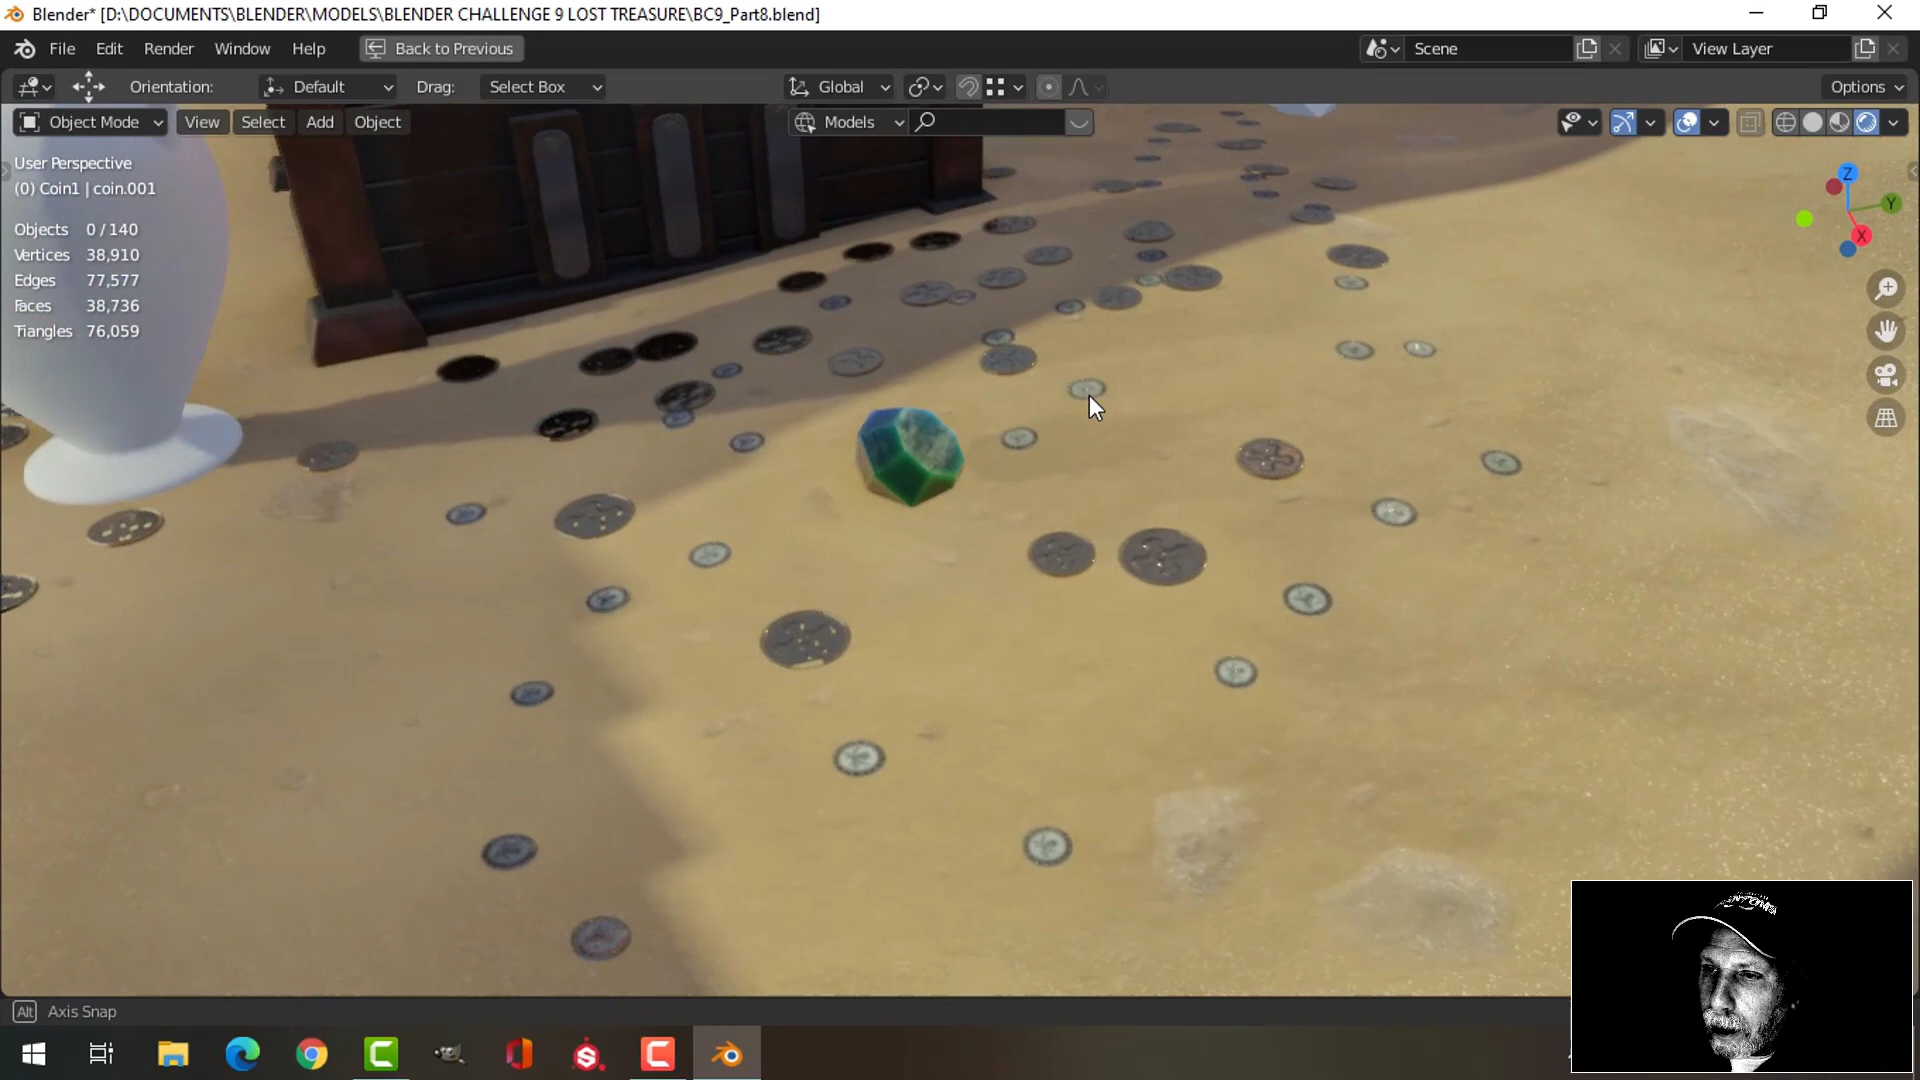 Blender* [D:\DOCUMENTS\BLENDER\MODELS\BLENDER CHALLENGE 9 LOST TREASURE\BC9_Part8.blend]
File Edit Render Window Help Back to Previous Scene View Layer
Orientation: Default Drag: Select Box Global Options
Object Mode View Select Add Object Models
User Perspective
(0) Coin1 | coin.001
Objects 0 / 140
Vertices 38,910
Edges 77,577
Faces 38,736
Triangles 76,059
Z
Y
X
Alt Axis Snap